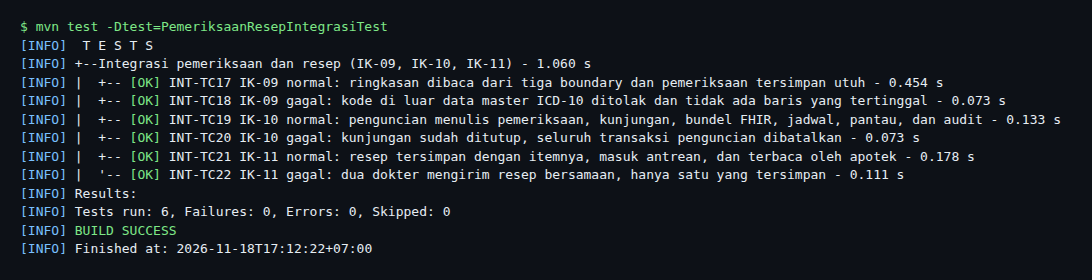 $ mvn test -Dtest=PemeriksaanResepIntegrasiTest
[INFO]  T E S T S
[INFO] +--Integrasi pemeriksaan dan resep (IK-09, IK-10, IK-11) - 1.060 s
[INFO] |  +-- [OK] INT-TC17 IK-09 normal: ringkasan dibaca dari tiga boundary dan pemeriksaan tersimpan utuh - 0.454 s
[INFO] |  +-- [OK] INT-TC18 IK-09 gagal: kode di luar data master ICD-10 ditolak dan tidak ada baris yang tertinggal - 0.073 s
[INFO] |  +-- [OK] INT-TC19 IK-10 normal: penguncian menulis pemeriksaan, kunjungan, bundel FHIR, jadwal, pantau, dan audit - 0.133 s
[INFO] |  +-- [OK] INT-TC20 IK-10 gagal: kunjungan sudah ditutup, seluruh transaksi penguncian dibatalkan - 0.073 s
[INFO] |  +-- [OK] INT-TC21 IK-11 normal: resep tersimpan dengan itemnya, masuk antrean, dan terbaca oleh apotek - 0.178 s
[INFO] |  '-- [OK] INT-TC22 IK-11 gagal: dua dokter mengirim resep bersamaan, hanya satu yang tersimpan - 0.111 s
[INFO] Results:
[INFO] Tests run: 6, Failures: 0, Errors: 0, Skipped: 0
[INFO] BUILD SUCCESS
[INFO] Finished at: 2026-11-18T17:12:22+07:00